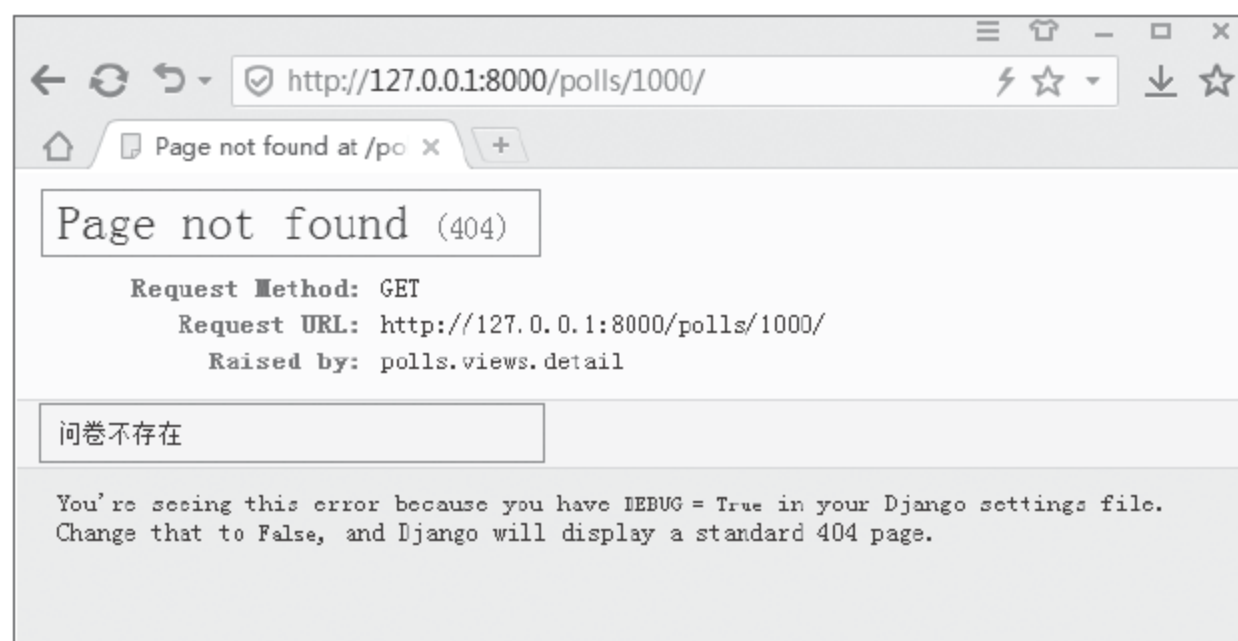 http://127.0.0.1:8000/polls/1000/
Page not found at /po
Page not found (404)
Request Method: GET
Request URL: http://127.0.0.1:8000/polls/1000/
Raised by: polls.views.detail
问卷不存在
You're seeing this error because you have DEBUG = True in your Django settings file.
Change that to False, and Django will display a standard 404 page.